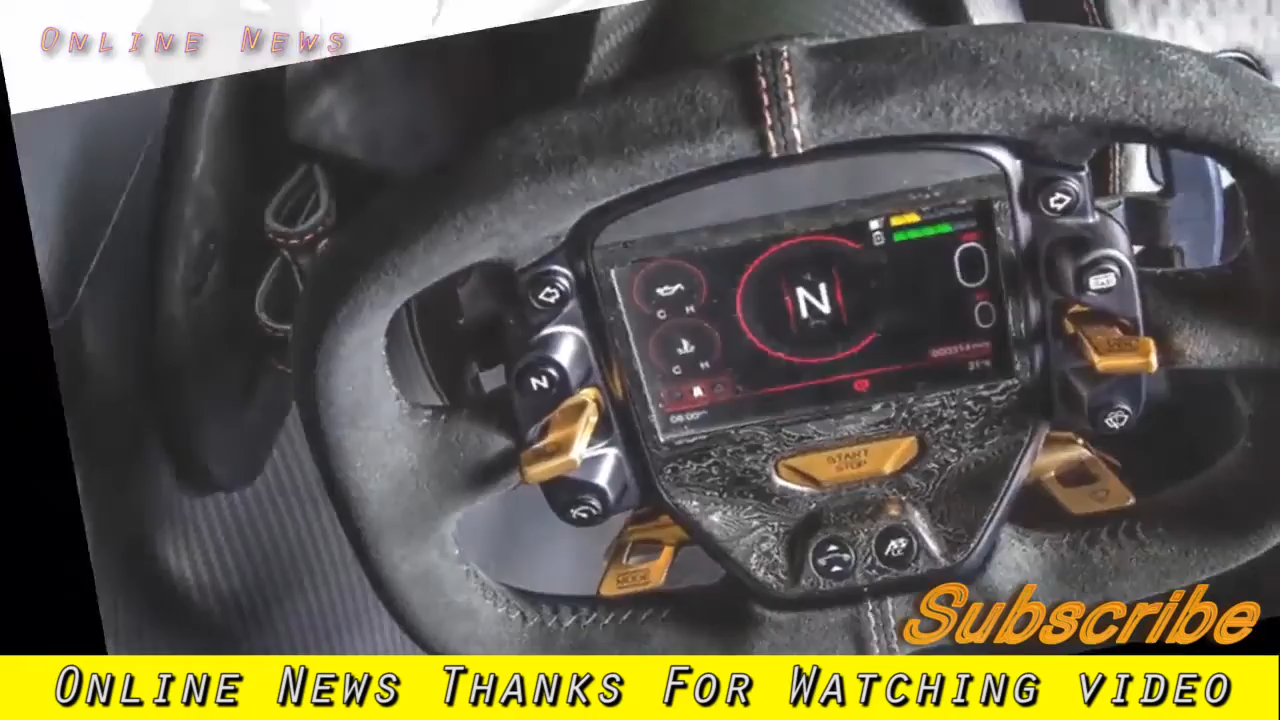 Online News
N
N
C H
C H
START
STOP
MODE
Subscribe
Online News Thanks For Watching video